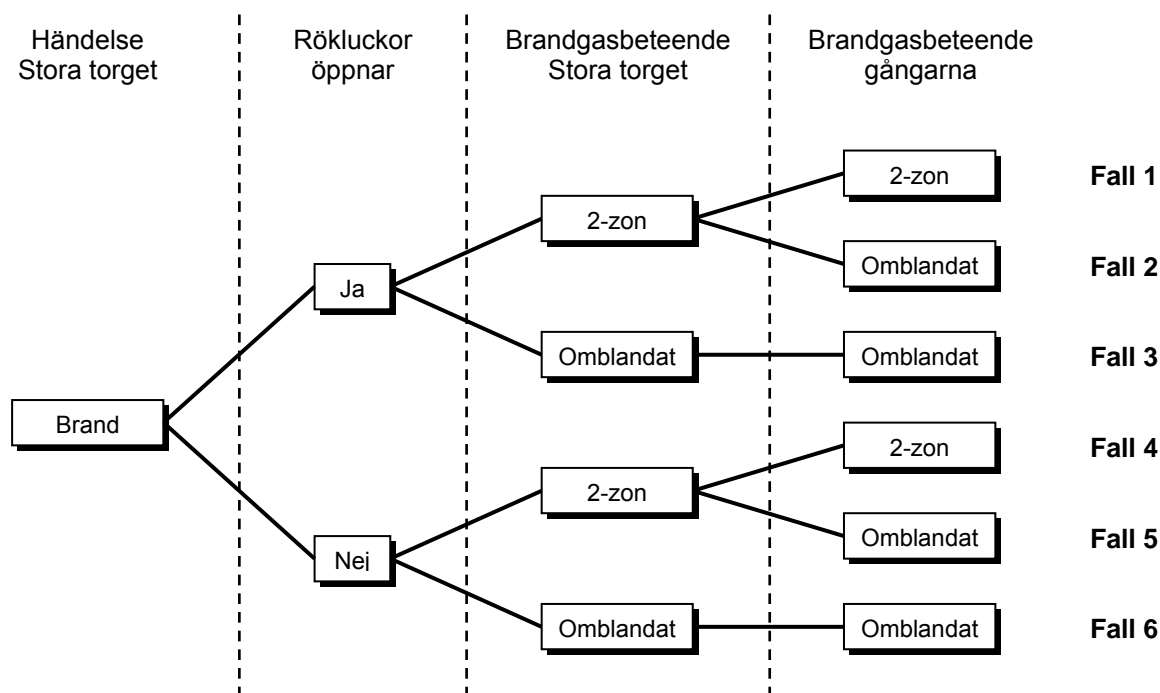 Händelse
Stora torget
Rökluckor
öppnar
Brandgasbeteende
Stora torget
Brandgasbeteende
gångarna
2-zon
Fall 1
2-zon
Omblandat
Fall 2
Ja
Omblandat
Omblandat
Fall 3
Brand
2-zon
Fall 4
2-zon
Omblandat
Fall 5
Nej
Omblandat
Omblandat
Fall 6